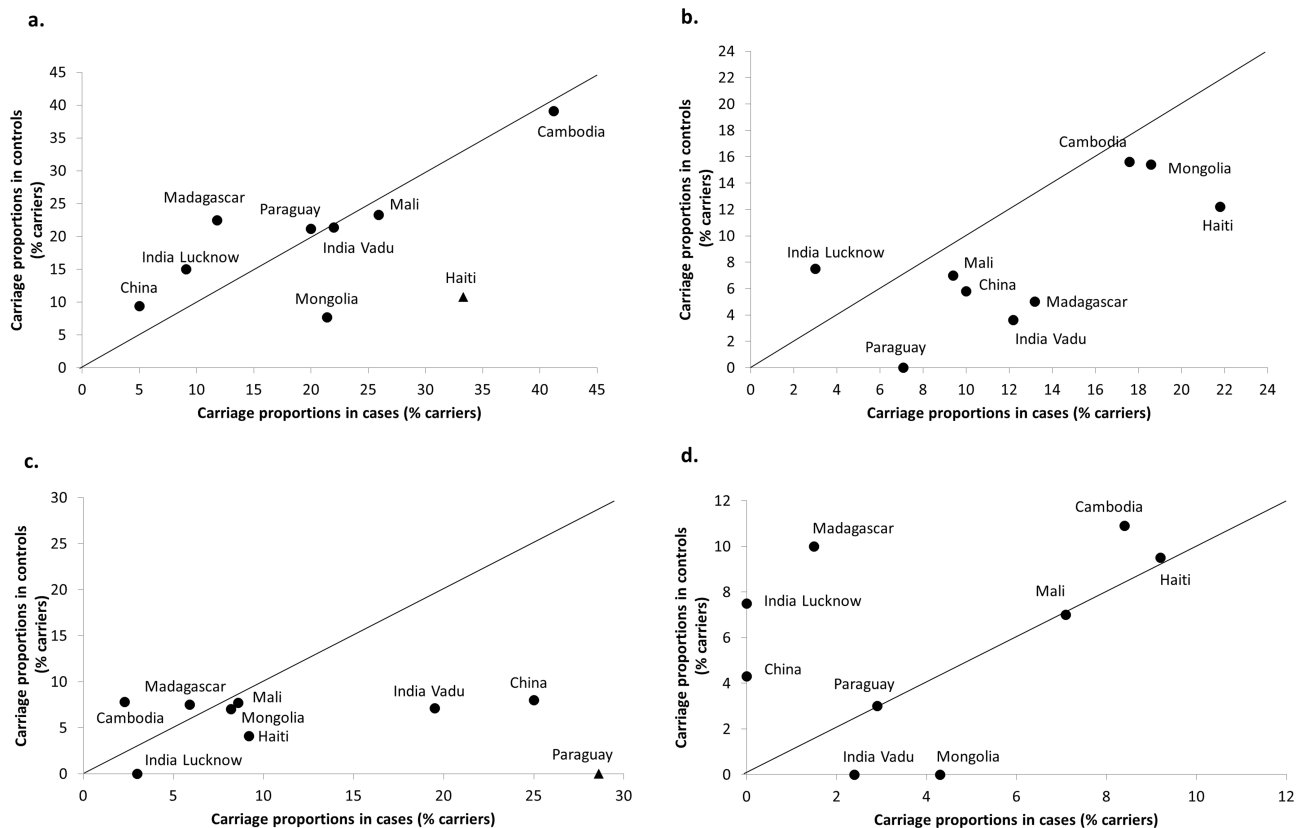 a.
45
40
35
30
25
20
15
10
5
0
Carriage proportions in controls
(% carriers)
Cambodia
Madagascar
Paraguay
Mali
India Vadu
India Lucknow
Haiti
China
Mongolia
0 5 10 15 20 25 30 35 40 45
Carriage proportions in cases (% carriers)
b.
24
22
20
18
16
14
12
10
8
6
4
2
0
Carriage proportions in controls
(% carriers)
Cambodia
Mongolia
Haiti
India Lucknow
Mali
China
Madagascar
India Vadu
Paraguay
0 2 4 6 8 10 12 14 16 18 20 22 24
Carriage proportions in cases (% carriers)
c.
30
25
20
15
10
5
0
Carriage proportions in controls
(% carriers)
Madagascar
Cambodia
Mali
Mongolia
Haiti
India Vadu
China
India Lucknow
Paraguay
0 5 10 15 20 25 30
Carriage proportions in cases (% carriers)
d.
12
10
8
6
4
2
0
Carriage proportions in controls
(% carriers)
Cambodia
Madagascar
Haiti
India Lucknow
Mali
China
Paraguay
India Vadu
Mongolia
0 2 4 6 8 10 12
Carriage proportions in cases (% carriers)